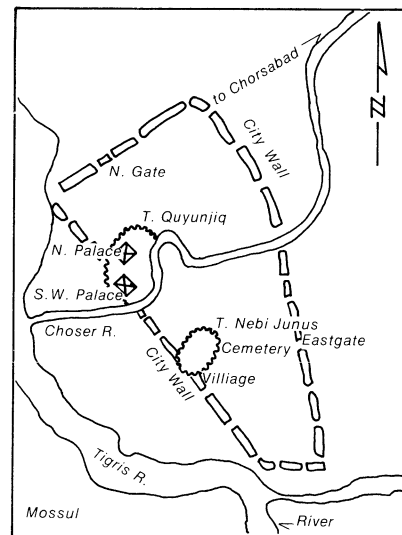 to Chorsabad
N
City Wall
N. Gate
T. Quyunjiq
N. Palace
S.W. Palace
Choser R.
T. Nebi Junus
Cemetery
Eastgate
City Wall
Villiage
Tigris R.
Mossul
River